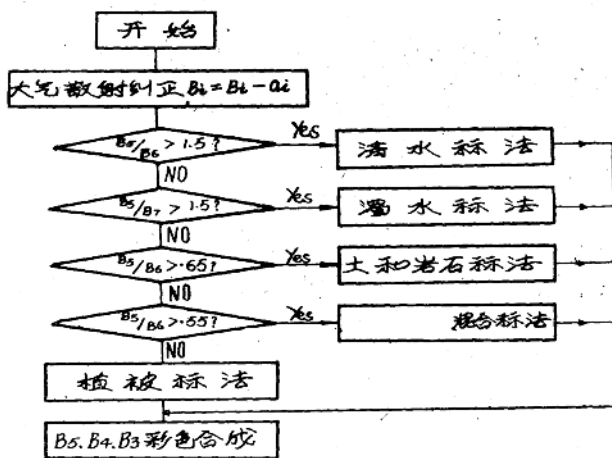 开始
大气散射纠正 Bi=Bi-ai
B5/B6>1.5?
Yes
清水标法
NO
B5/B7>1.5?
Yes
浊水标法
NO
B5/B6>.65?
Yes
土和岩石标法
NO
B5/B6>.55?
Yes
混合标法
NO
植被标法
B5.B4.B3彩色合成